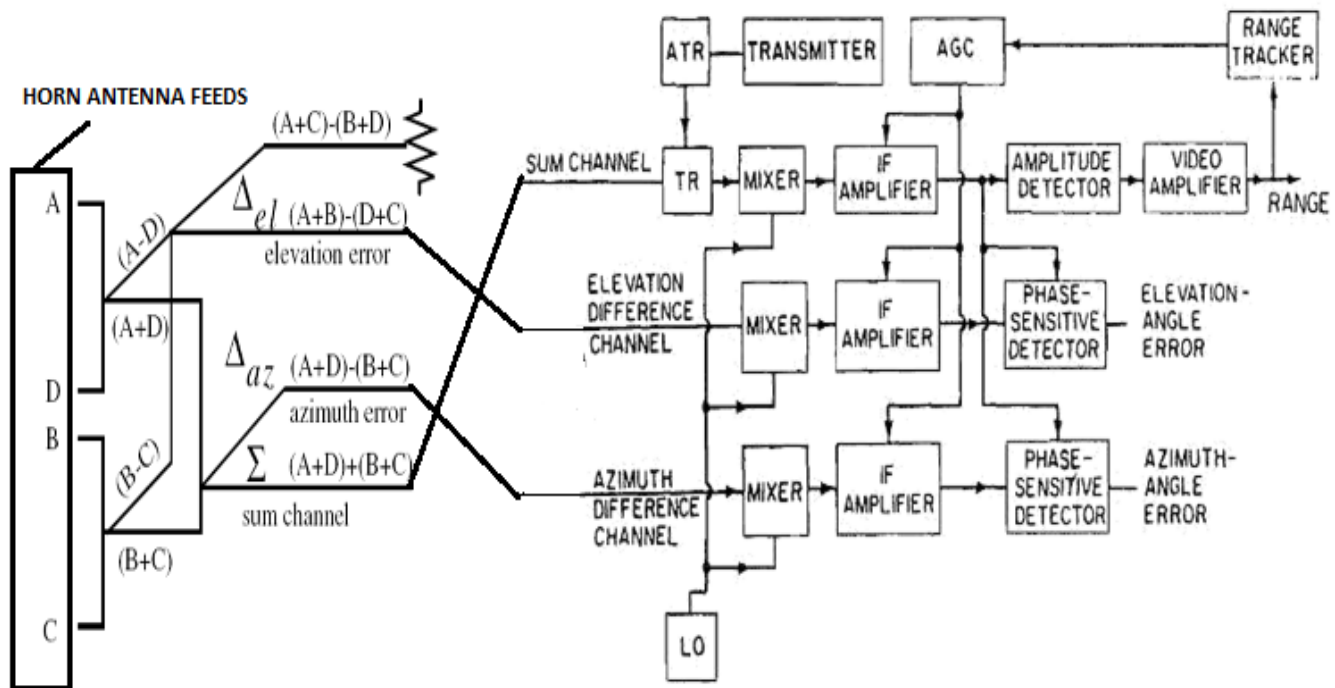 HORN ANTENNA FEEDS
A
D
B
C
(A-D)
(A+D)
(B-C)
(B+C)
(A+C)-(B+D)
Δel (A+B)-(D+C)
elevation error
Δaz (A+D)-(B+C)
azimuth error
Σ (A+D)+(B+C)
sum channel
ATR
TRANSMITTER
AGC
RANGE
TRACKER
SUM CHANNEL
TR
MIXER
IF
AMPLIFIER
AMPLITUDE
DETECTOR
VIDEO
AMPLIFIER
RANGE
ELEVATION
DIFFERENCE
CHANNEL
MIXER
IF
AMPLIFIER
PHASE-
SENSITIVE
DETECTOR
ELEVATION-
ANGLE
ERROR
AZIMUTH
DIFFERENCE
CHANNEL
MIXER
IF
AMPLIFIER
PHASE-
SENSITIVE
DETECTOR
AZIMUTH-
ANGLE
ERROR
LO